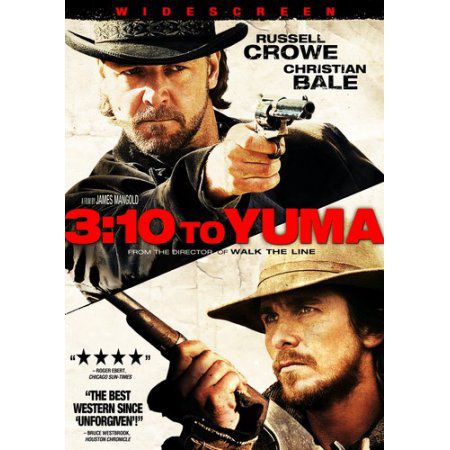 WIDESCREEN
RUSSELL
CROWE
CHRISTIAN
BALE
A FILM BY JAMES MANGOLD
3:10 TO YUMA
FROM THE DIRECTOR OF WALK THE LINE
★★★★
– ROGER EBERT,
CHICAGO SUN-TIMES
"THE BEST
WESTERN SINCE
'UNFORGIVEN'!"
– BRUCE WESTBROOK,
HOUSTON CHRONICLE